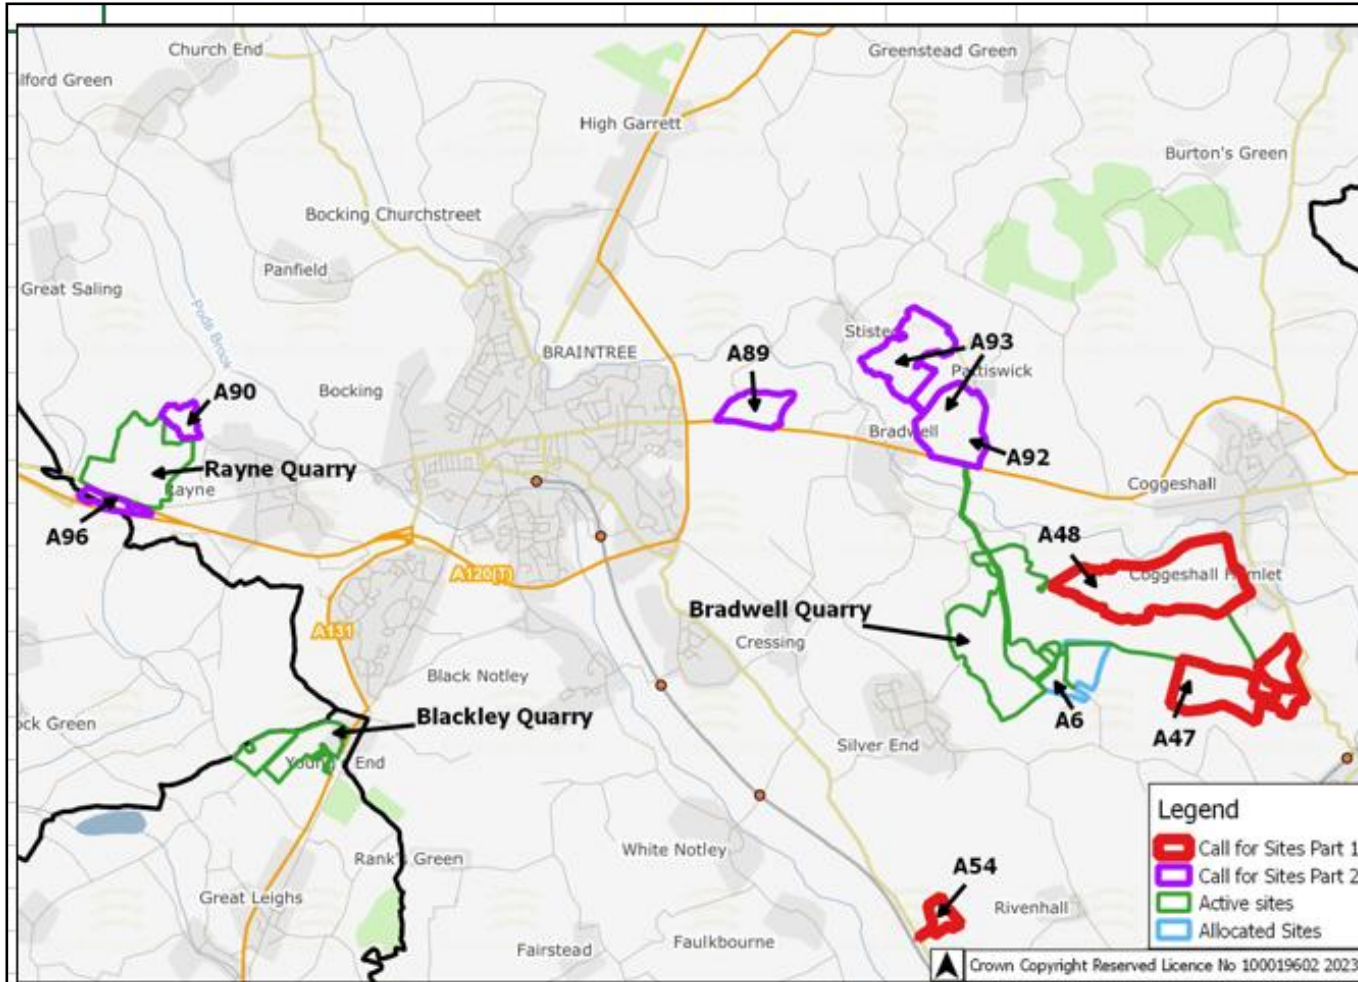 Church End
Greenstead Green
lford Green
High Garrett
Burton's Green
Bocking Churchstreet
Panfield
Great Saling
Pods Brook
Stiste
A93
BRAINTREE
A89
Pattiswick
Bocking
A90
Bradwell
A92
Rayne Quarry
Coggeshall
Rayne
A96
A48
A120(T)
Coggeshall Hamlet
Bradwell Quarry
A131
Cressing
Black Notley
A6
Blackley Quarry
ock Green
A47
Silver End
Young End
Legend
Call for Sites Part 1
Call for Sites Part 2
Active sites
Allocated Sites
White Notley
Rank's Green
A54
Great Leighs
Rivenhall
Faulkbourne
Fairstead
Crown Copyright Reserved Licence No 100019602 2023